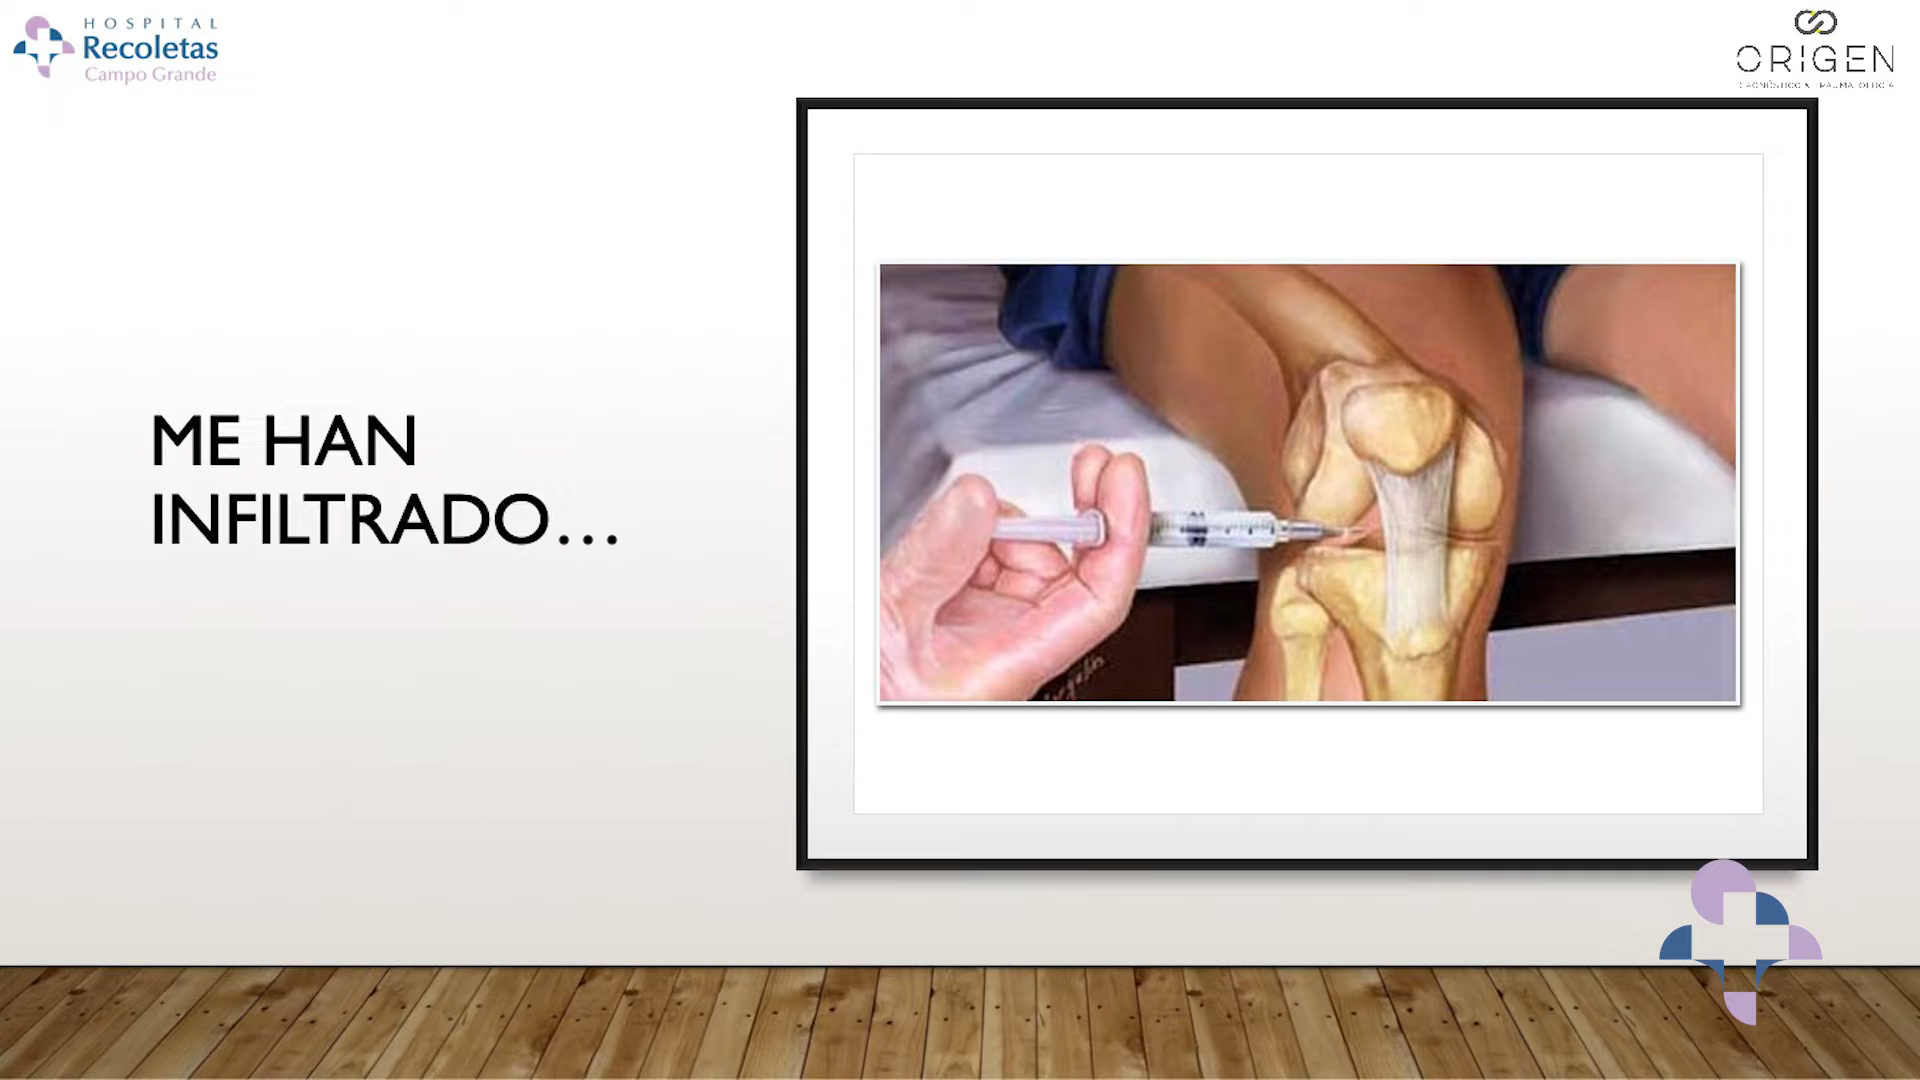 HOSPITAL
Recoletas
Campo Grande
ORIGEN
ME HAN
INFILTRADO…